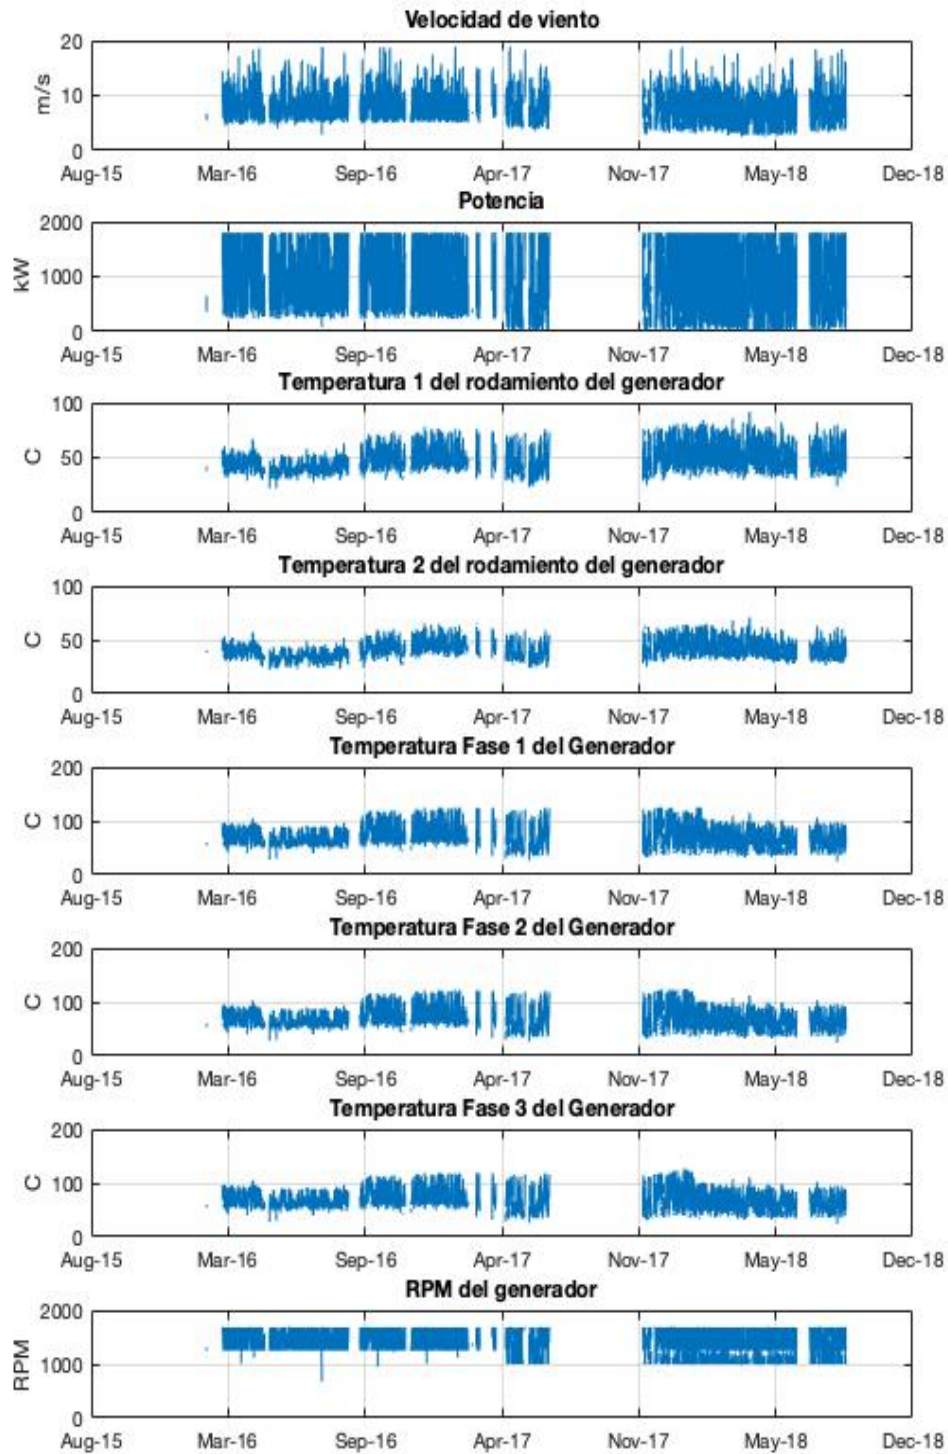 Velocidad de viento
20
10
0
m/s
Aug-15 Mar-16 Sep-16 Apr-17 Nov-17 May-18 Dec-18
Potencia
2000
1000
0
kW
Aug-15 Mar-16 Sep-16 Apr-17 Nov-17 May-18 Dec-18
Temperatura 1 del rodamiento del generador
100
50
0
C
Aug-15 Mar-16 Sep-16 Apr-17 Nov-17 May-18 Dec-18
Temperatura 2 del rodamiento del generador
100
50
0
C
Aug-15 Mar-16 Sep-16 Apr-17 Nov-17 May-18 Dec-18
Temperatura Fase 1 del Generador
200
100
0
C
Aug-15 Mar-16 Sep-16 Apr-17 Nov-17 May-18 Dec-18
Temperatura Fase 2 del Generador
200
100
0
C
Aug-15 Mar-16 Sep-16 Apr-17 Nov-17 May-18 Dec-18
Temperatura Fase 3 del Generador
200
100
0
C
Aug-15 Mar-16 Sep-16 Apr-17 Nov-17 May-18 Dec-18
RPM del generador
2000
1000
0
RPM
Aug-15 Mar-16 Sep-16 Apr-17 Nov-17 May-18 Dec-18